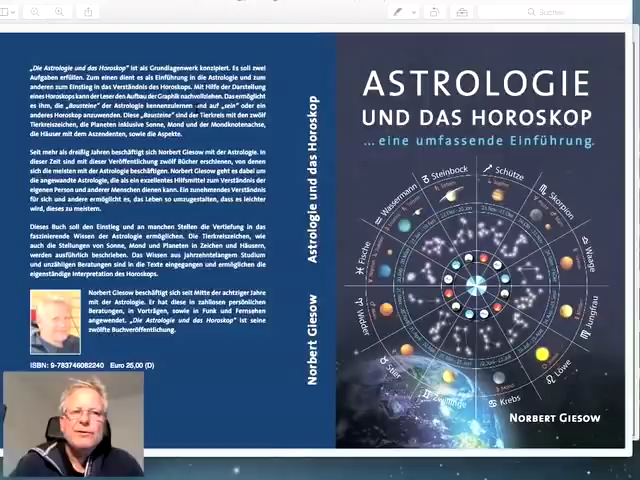 Suchen
„Die Astrologie und das Horoskop" ist als Grundlagenwerk konzipiert. Es soll zwei
Aufgaben erfüllen. Zum einen dient es als Einführung in die Astrologie und zum
anderen zum Einstieg in das Verständnis des Horoskops. Mit Hilfe der Darstellung
eines Horoskops kann der Leser den Aufbau der Graphik nachvollziehen. Das ermöglicht
es ihm, die „Bausteine" der Astrologie kennenzulernen und auf „sein" oder ein
anderes Horoskop anzuwenden. Diese „Bausteine" sind der Tierkreis mit den zwölf
Tierkreiszeichen, die Planeten inklusive Sonne, Mond und der Mondknotenachse,
die Häuser mit dem Aszendenten, sowie die Aspekte.
Seit mehr als dreißig Jahren beschäftigt sich Norbert Giesow mit der Astrologie. In
dieser Zeit sind mit dieser Veröffentlichung zwölf Bücher erschienen, von denen
sich die meisten mit der Astrologie beschäftigen. Norbert Giesow geht es dabei um
die angewandte Astrologie, die als ein exzellentes Hilfsmittel zum Verständnis der
eigenen Person und anderer Menschen dienen kann. Ein zunehmendes Verständnis
für sich und andere ermöglicht es, das Leben so umzugestalten, dass es leichter
wird, dieses zu meistern.
Dieses Buch soll den Einstieg und an manchen Stellen die Vertiefung in das
faszinierende Wissen der Astrologie ermöglichen. Die Tierkreiszeichen, wie
auch die Stellungen von Sonne, Mond und Planeten in Zeichen und Häusern,
werden ausführlich beschrieben. Das Wissen aus jahrzehntelangem Studium
und unzähligen Beratungen sind in die Texte eingegangen und ermöglichen die
eigenständige Interpretation des Horoskops.
Norbert Giesow beschäftigt sich seit Mitte der achtziger Jahre
mit der Astrologie. Er hat diese in zahllosen persönlichen
Beratungen, in Vorträgen, sowie in Funk und Fernsehen
angewendet. „Die Astrologie und das Horoskop" ist seine
zwölfte Buchveröffentlichung.
ISBN: 9-783746082240 Euro 25,00 (D)
Norbert Giesow Astrologie und das Horoskop
ASTROLOGIE
UND DAS HOROSKOP
... eine umfassende Einführung.
Steinbock
Schütze
Skorpion
Waage
Jungfrau
Löwe
Krebs
Zwillinge
Stier
Widder
Fische
Wassermann
NORBERT GIESOW